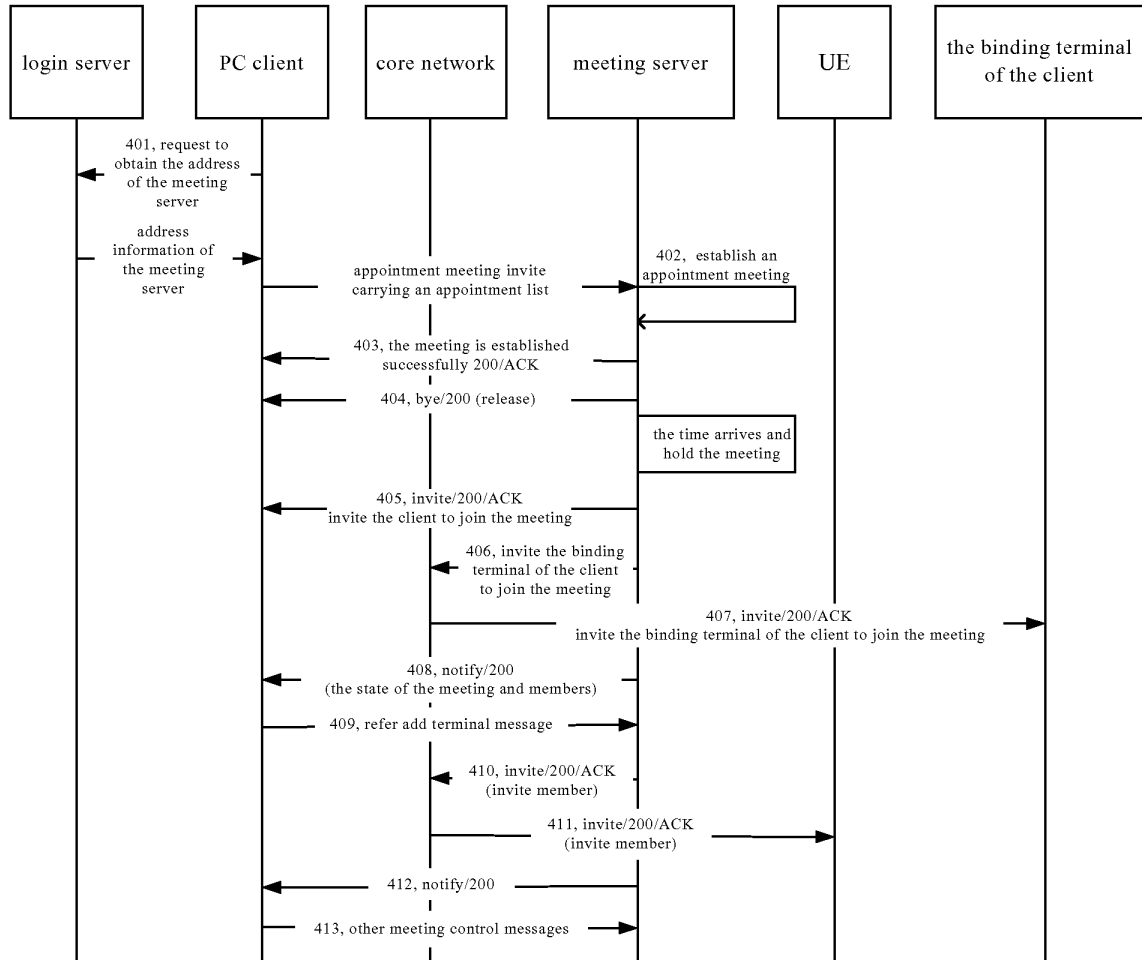 login server
PC client
core network
meeting server
UE
the binding terminal
of the client
401, request to
obtain the address
of the meeting
server
address
information of
the meeting
server
402,  establish an
appointment meeting
appointment meeting invite
carrying an appointment list
403, the meeting is established
successfully 200/ACK
404, bye/200 (release)
the time arrives and
hold the meeting
405, invite/200/ACK
invite the client to join the meeting
406, invite the binding
terminal of the client
to join the meeting
407, invite/200/ACK
invite the binding terminal of the client to join the meeting
408, notify/200
(the state of the meeting and members)
409, refer add terminal message
410, invite/200/ACK
(invite member)
411, invite/200/ACK
(invite member)
412, notify/200
413, other meeting control messages